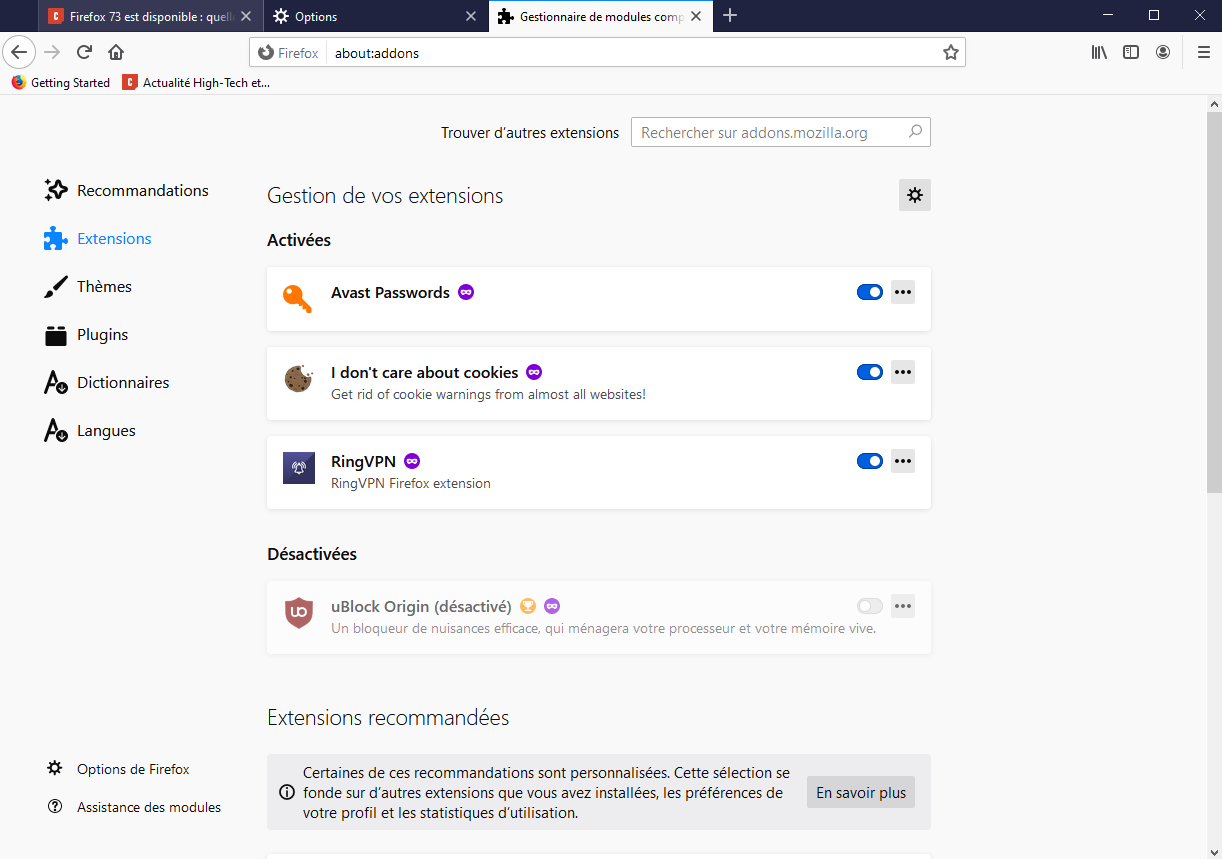 Firefox 73 est disponible : quell
Options
Gestionnaire de modules comp
Firefox
about:addons
Getting Started
Actualité High-Tech et...
Trouver d’autres extensions
Rechercher sur addons.mozilla.org
Recommandations
Extensions
Thèmes
Plugins
Dictionnaires
Langues
Gestion de vos extensions
Activées
Avast Passwords
I don't care about cookies
Get rid of cookie warnings from almost all websites!
RingVPN
RingVPN Firefox extension
Désactivées
uBlock Origin (désactivé)
Un bloqueur de nuisances efficace, qui ménagera votre processeur et votre mémoire vive.
Extensions recommandées
Certaines de ces recommandations sont personnalisées. Cette sélection se
fonde sur d’autres extensions que vous avez installées, les préférences de
votre profil et les statistiques d’utilisation.
En savoir plus
Options de Firefox
Assistance des modules